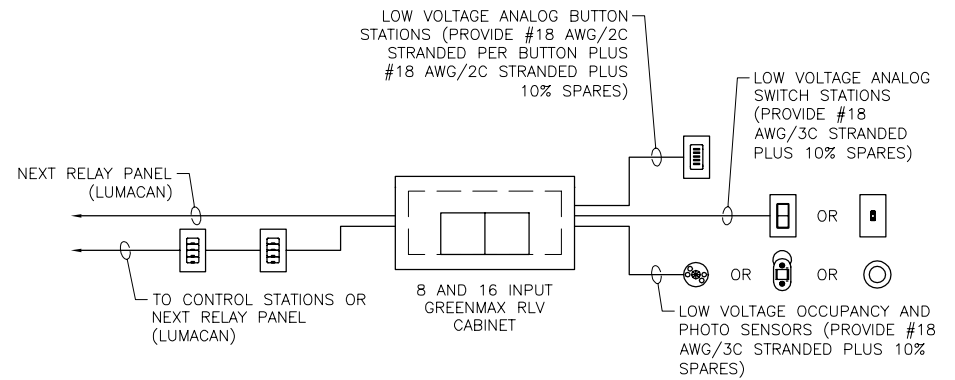 LOW VOLTAGE ANALOG BUTTON
STATIONS (PROVIDE #18 AWG/2C
STRANDED PER BUTTON PLUS
#18 AWG/2C STRANDED PLUS
10% SPARES)
LOW VOLTAGE ANALOG
SWITCH STATIONS
(PROVIDE #18
AWG/3C STRANDED
PLUS 10% SPARES)
NEXT RELAY PANEL
(LUMACAN)
OR
OR
OR
8 AND 16 INPUT
GREENMAX RLV
CABINET
TO CONTROL STATIONS OR
NEXT RELAY PANEL
(LUMACAN)
LOW VOLTAGE OCCUPANCY AND
PHOTO SENSORS (PROVIDE #18
AWG/3C STRANDED PLUS 10%
SPARES)